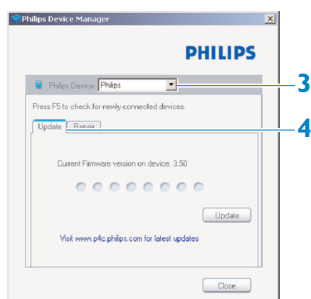 Philips Device Manager
PHILIPS
Philips Device Philips
3
Press F5 to check for newly connected devices.
Update Repair
4
Current Firmware version on device: 3.50
Update
Visit www.p4c.philips.com for latest updates
Close